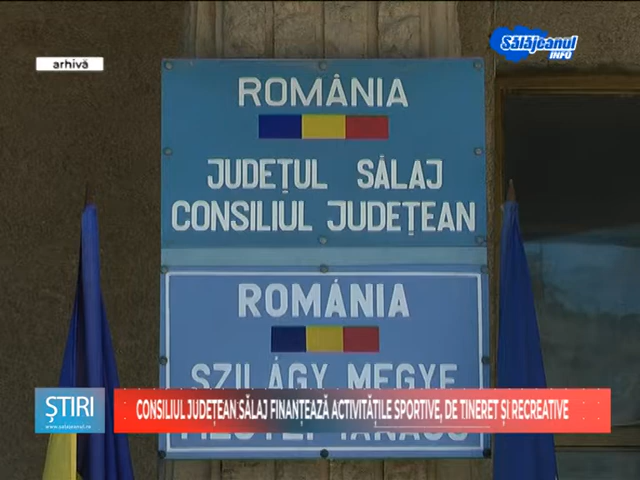 arhivă
Sălăjeanul
INFO
ROMÂNIA
JUDEȚUL SĂLAJ
CONSILIUL JUDEȚEAN
ROMÂNIA
SZILÁGY MEGYE
ȘTIRI
www.salajeanul.ro
CONSILIUL JUDEȚEAN SĂLAJ FINANȚEAZĂ ACTIVITĂȚILE SPORTIVE, DE TINERET ȘI RECREATIVE